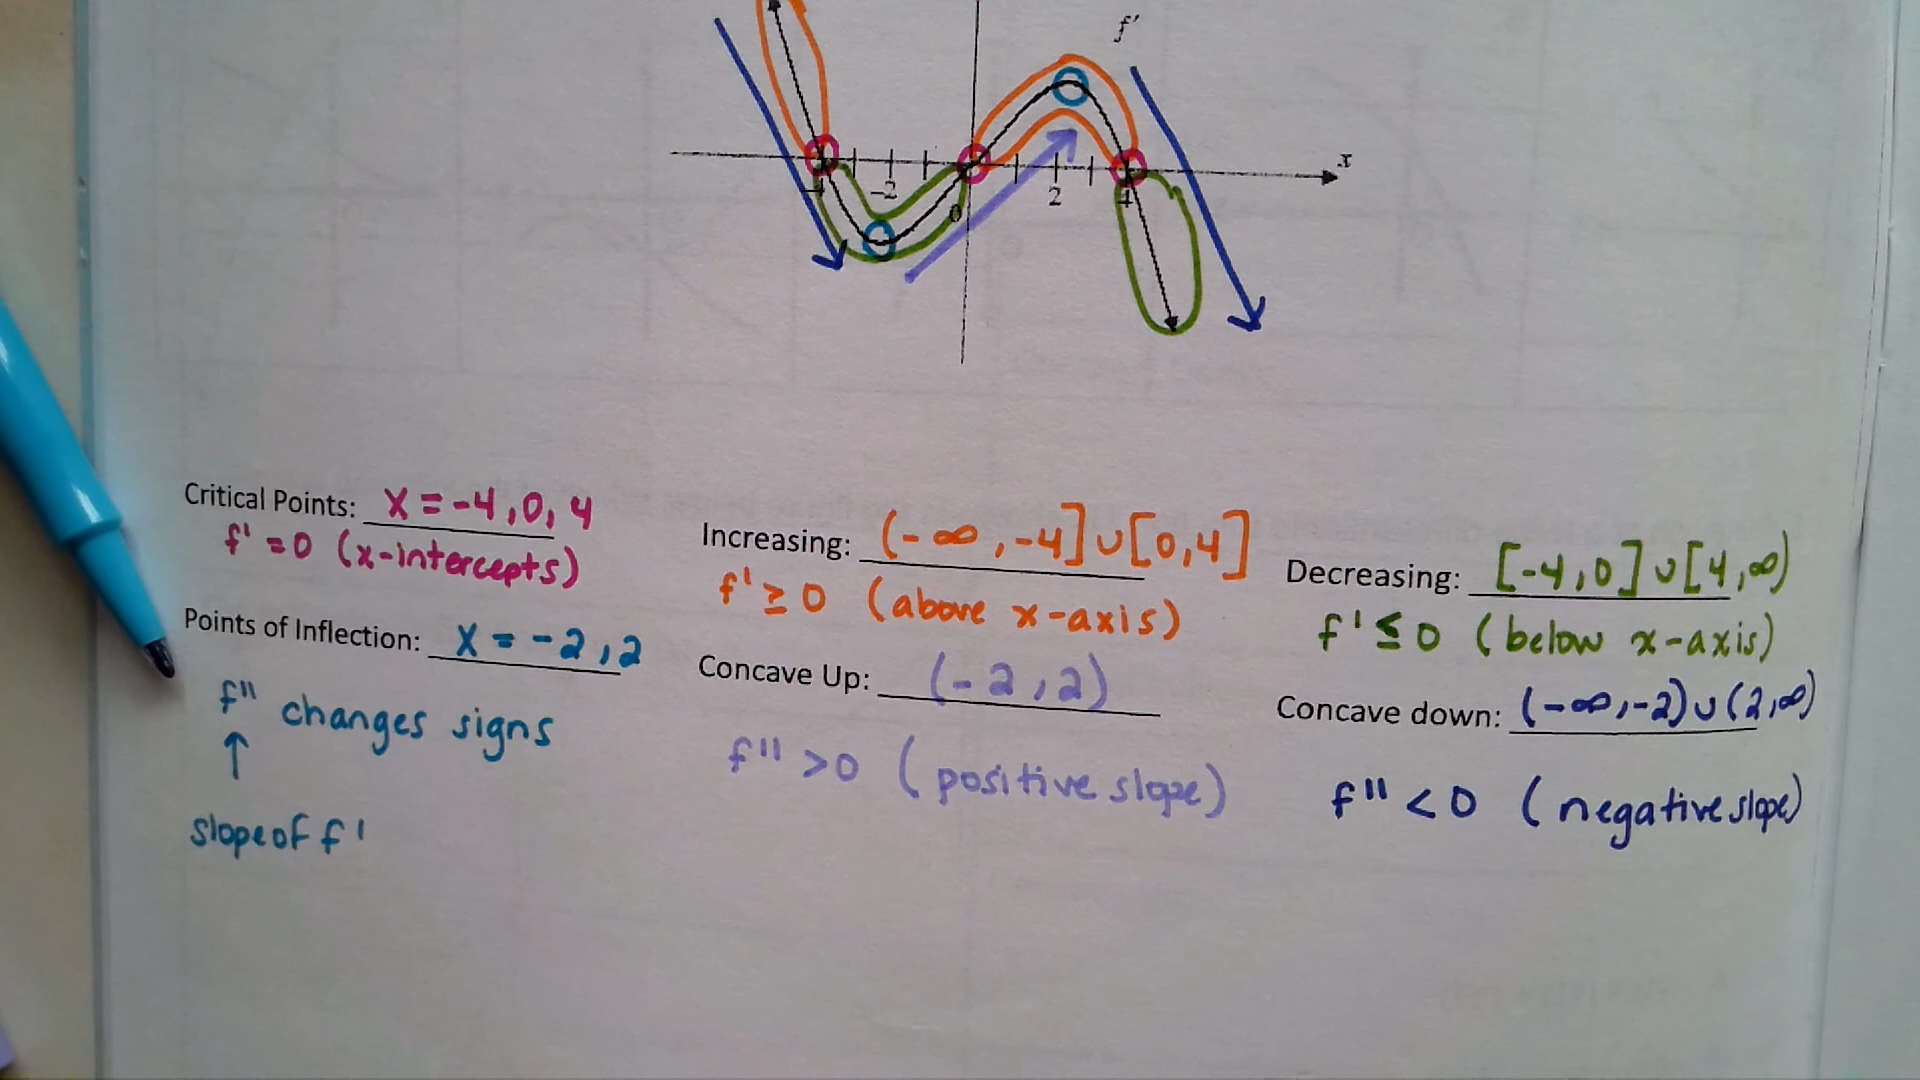 f'
x
-4 -2 0 2 4
Critical Points: x = -4, 0, 4
f' = 0 (x-intercepts)
Increasing: (-∞, -4] ∪ [0, 4]
f' ≥ 0 (above x-axis)
Decreasing: [-4, 0] ∪ [4, ∞)
f' ≤ 0 (below x-axis)
Points of Inflection: x = -2, 2
f'' changes signs
↑
slope of f'
Concave Up: (-2, 2)
f'' > 0 (positive slope)
Concave down: (-∞, -2) ∪ (2, ∞)
f'' < 0 (negative slope)